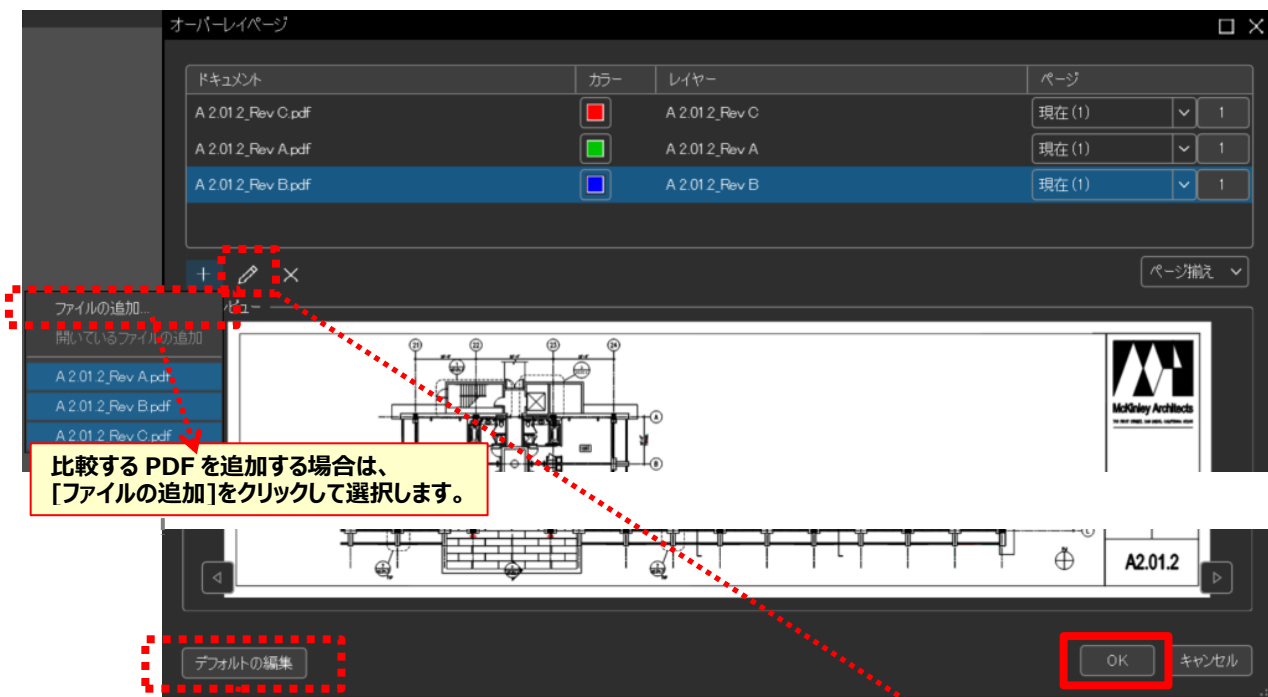 オーバーレイページ
ドキュメント カラー レイヤー ページ
A 2.01 2_Rev C.pdf A 2.01 2_Rev C 現在 (1) 1
A 2.01 2_Rev A.pdf A 2.01 2_Rev A 現在 (1) 1
A 2.01 2_Rev B.pdf A 2.01 2_Rev B 現在 (1) 1
ページ揃え
ファイルの追加...
ビュー
開いているファイルの追加
A 2.01 2_Rev A.pdf
A 2.01 2_Rev B.pdf
A 2.01 2_Rev C.pdf
比較する PDF を追加する場合は、
[ファイルの追加]をクリックして選択します。
21 22 23 24
A
B
McKinley Architects
C
A2.01.2
デフォルトの編集 OK キャンセル